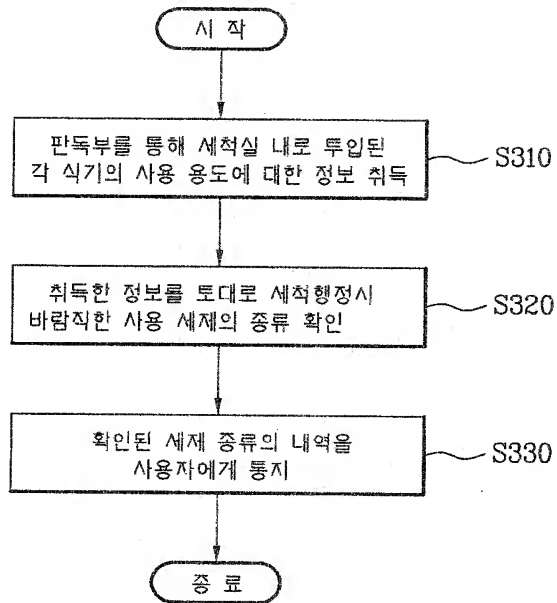 시 작
판독부를 통해 세척실 내로 투입된
각 식기의 사용 용도에 대한 정보 취득
S310
취득한 정보를 토대로 세척행정시
바람직한 사용 세제의 종류 확인
S320
확인된 세제 종류의 내역을
사용자에게 통지
S330
종 료